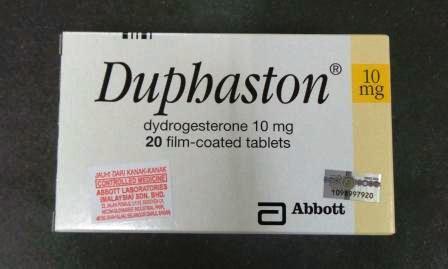 Duphaston®
10
mg
dydrogesterone 10 mg
20 film-coated tablets
JAUHI DARI KANAK-KANAK
CONTROLLED MEDICINE
ABBOTT LABORATORIES
(MALAYSIA) SDN. BHD.
1098997920
Abbott